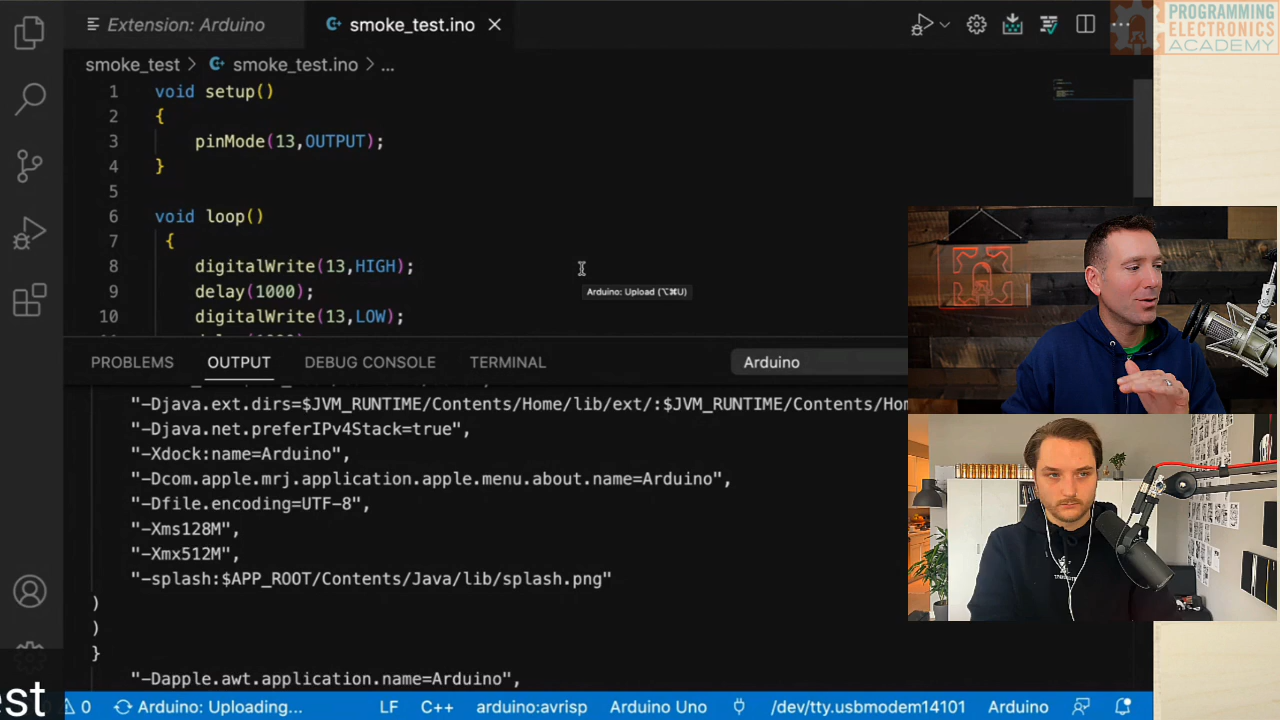 Extension: Arduino
smoke_test.ino
PROGRAMMING
ELECTRONICS
ACADEMY
smoke_test > smoke_test.ino > ...
1 void setup()
2 {
3 pinMode(13,OUTPUT);
4 }
5
6 void loop()
7 {
8 digitalWrite(13,HIGH);
9 delay(1000);
10 digitalWrite(13,LOW);
Arduino: Upload (⌥⌘U)
PROBLEMS OUTPUT DEBUG CONSOLE TERMINAL Arduino
"-Djava.ext.dirs=$JVM_RUNTIME/Contents/Home/lib/ext/:$JVM_RUNTIME/Contents/Ho
"-Djava.net.preferIPv4Stack=true",
"-Xdock:name=Arduino",
"-Dcom.apple.mrj.application.apple.menu.about.name=Arduino",
"-Dfile.encoding=UTF-8",
"-Xms128M",
"-Xmx512M",
"-splash:$APP_ROOT/Contents/Java/lib/splash.png"
)
)
}
"-Dapple.awt.application.name=Arduino",
est
0 Arduino: Uploading... LF C++ arduino:avrisp Arduino Uno /dev/tty.usbmodem14101 Arduino